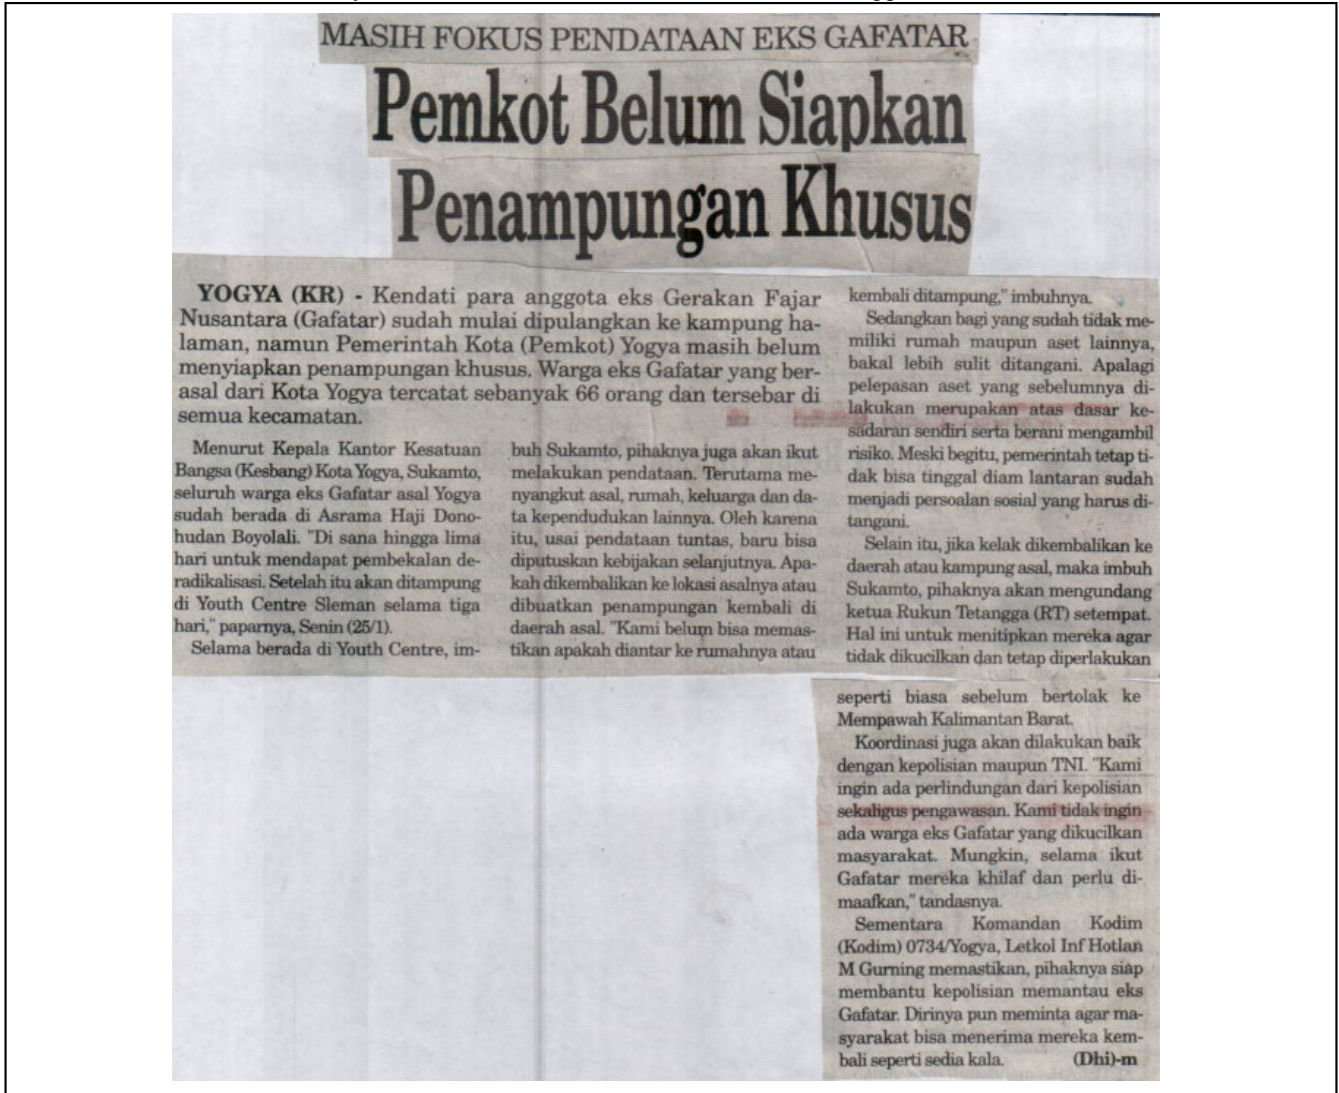 MASIH FOKUS PENDATAAN EKS GAFATAR
Pemkot Belum Siapkan
Penampungan Khusus
YOGYA (KR) - Kendati para anggota eks Gerakan Fajar
Nusantara (Gafatar) sudah mulai dipulangkan ke kampung ha-
laman, namun Pemerintah Kota (Pemkot) Yogya masih belum
menyiapkan penampungan khusus. Warga eks Gafatar yang ber-
asal dari Kota Yogya tercatat sebanyak 66 orang dan tersebar di
semua kecamatan.
Menurut Kepala Kantor Kesatuan
Bangsa (Kesbang) Kota Yogya, Sukamto,
seluruh warga eks Gafatar asal Yogya
sudah berada di Asrama Haji Dono-
hudan Boyolali. "Di sana hingga lima
hari untuk mendapat pembekalan de-
radikalisasi. Setelah itu akan ditampung
di Youth Centre Sleman selama tiga
hari," paparnya, Senin (25/1).
Selama berada di Youth Centre, im-
buh Sukamto, pihaknya juga akan ikut
melakukan pendataan. Terutama me-
nyangkut asal, rumah, keluarga dan da-
ta kependudukan lainnya. Oleh karena
itu, usai pendataan tuntas, baru bisa
diputuskan kebijakan selanjutnya. Apa-
kah dikembalikan ke lokasi asalnya atau
dibuatkan penampungan kembali di
daerah asal. "Kami belum bisa memas-
tikan apakah diantar ke rumahnya atau
kembali ditampung," imbuhnya.
Sedangkan bagi yang sudah tidak me-
miliki rumah maupun aset lainnya,
bakal lebih sulit ditangani. Apalagi
pelepasan aset yang sebelumnya di-
lakukan merupakan atas dasar ke-
sadaran sendiri serta berani mengambil
risiko. Meski begitu, pemerintah tetap ti-
dak bisa tinggal diam lantaran sudah
menjadi persoalan sosial yang harus di-
tangani.
Selain itu, jika kelak dikembalikan ke
daerah atau kampung asal, maka imbuh
Sukamto, pihaknya akan mengundang
ketua Rukun Tetangga (RT) setempat.
Hal ini untuk menitipkan mereka agar
tidak dikucilkan dan tetap diperlakukan
seperti biasa sebelum bertolak ke
Mempawah Kalimantan Barat.
Koordinasi juga akan dilakukan baik
dengan kepolisian maupun TNI. "Kami
ingin ada perlindungan dari kepolisian
sekaligus pengawasan. Kami tidak ingin
ada warga eks Gafatar yang dikucilkan
masyarakat. Mungkin, selama ikut
Gafatar mereka khilaf dan perlu di-
maafkan," tandasnya.
Sementara Komandan Kodim
(Kodim) 0734/Yogya, Letkol Inf Hotlan
M Gurning memastikan, pihaknya siap
membantu kepolisian memantau eks
Gafatar. Dirinya pun meminta agar ma-
syarakat bisa menerima mereka kem-
bali seperti sedia kala. (Dhi)-m